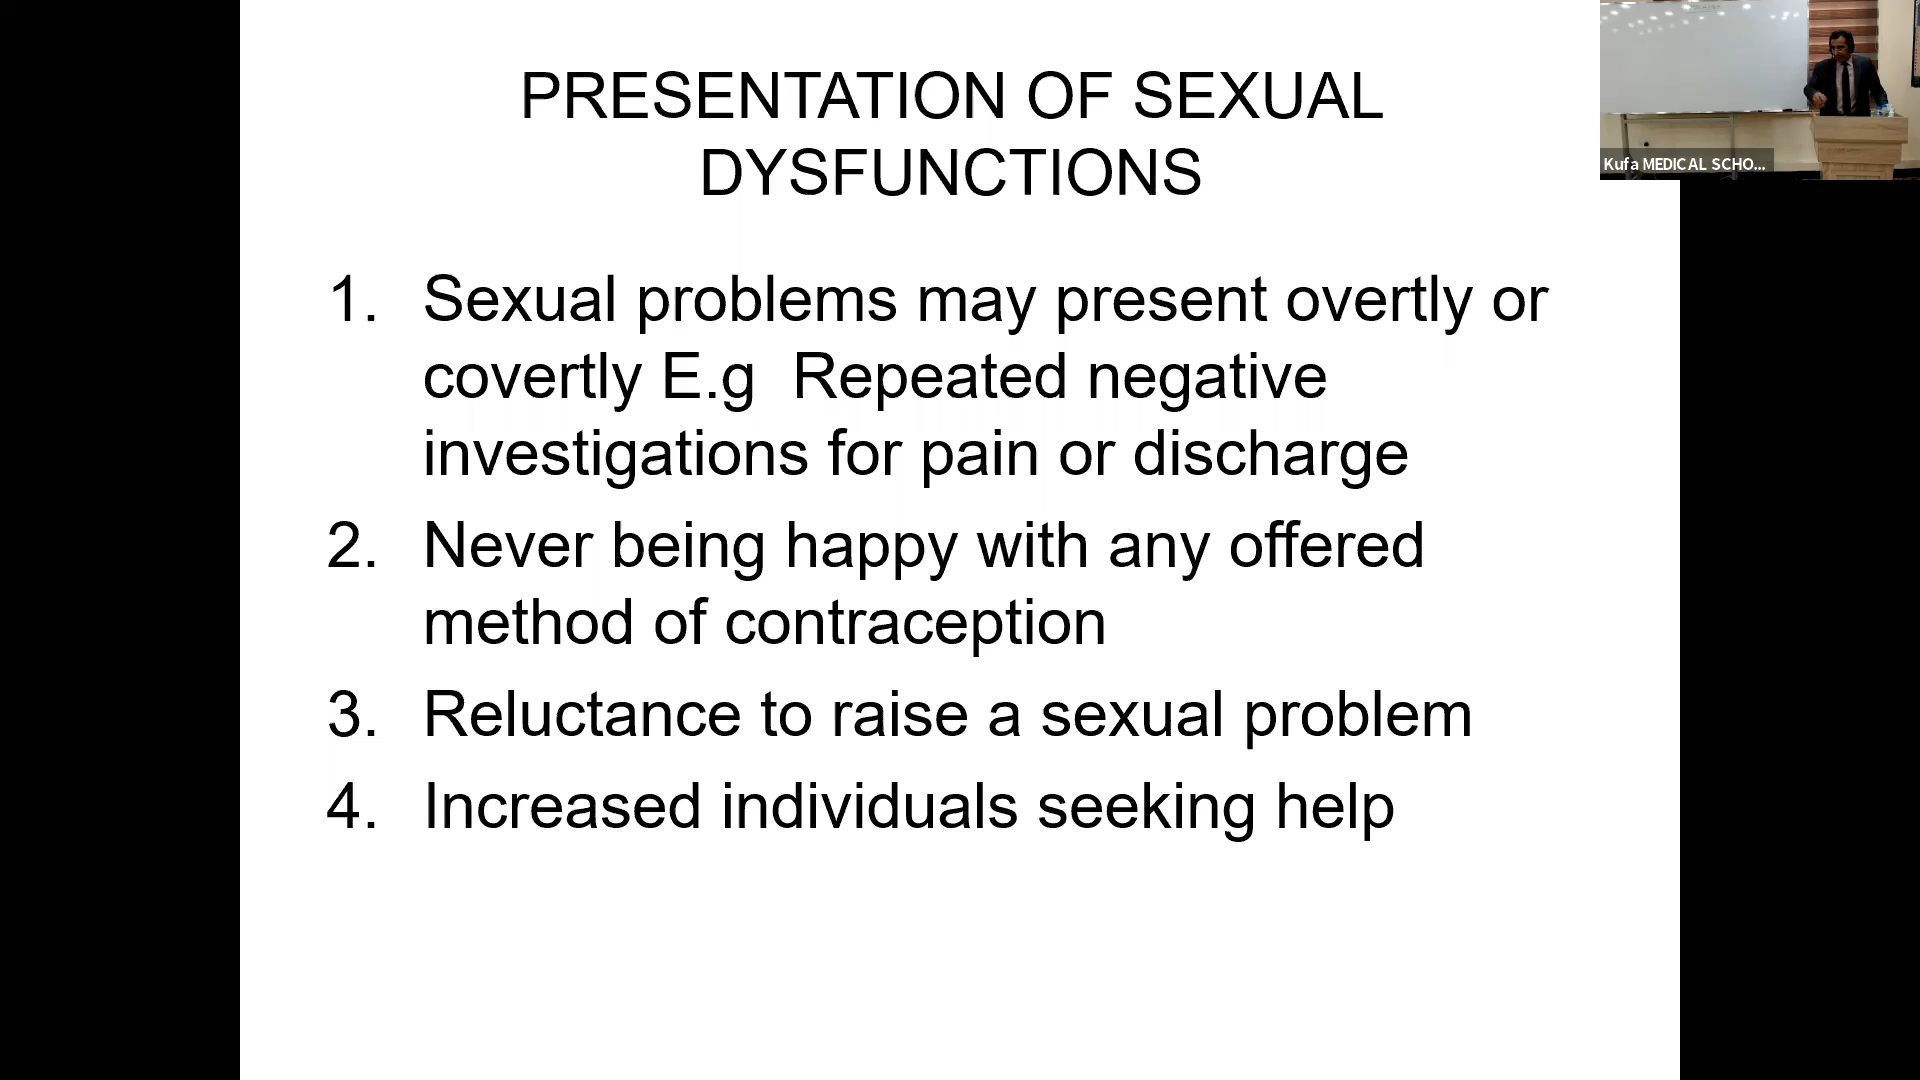 PRESENTATION OF SEXUAL
DYSFUNCTIONS
1. Sexual problems may present overtly or
covertly E.g  Repeated negative
investigations for pain or discharge
2. Never being happy with any offered
method of contraception
3. Reluctance to raise a sexual problem
4. Increased individuals seeking help
Kufa MEDICAL SCHO...